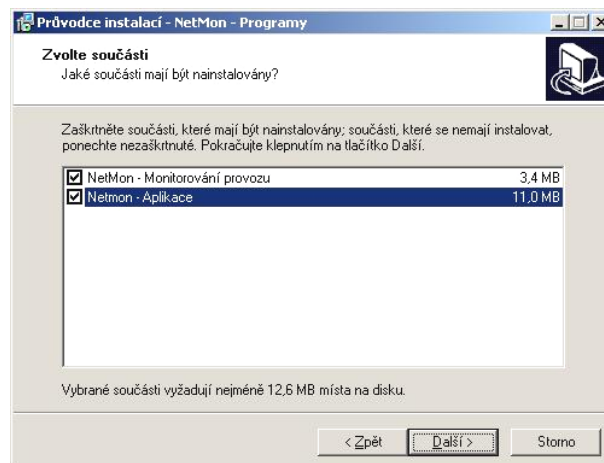 Průvodce instalací - NetMon - Programy
Zvolte součásti
Jaké součásti mají být nainstalovány?
Zaškrtněte součásti, které mají být nainstalovány; součásti, které se nemají instalovat,
ponechte nezaškrtnuté. Pokračujte klepnutím na tlačítko Další.
NetMon - Monitorování provozu 3,4 MB
Netmon - Aplikace 11,0 MB
Vybrané součásti vyžadují nejméně 12,6 MB místa na disku.
< Zpět Další > Storno